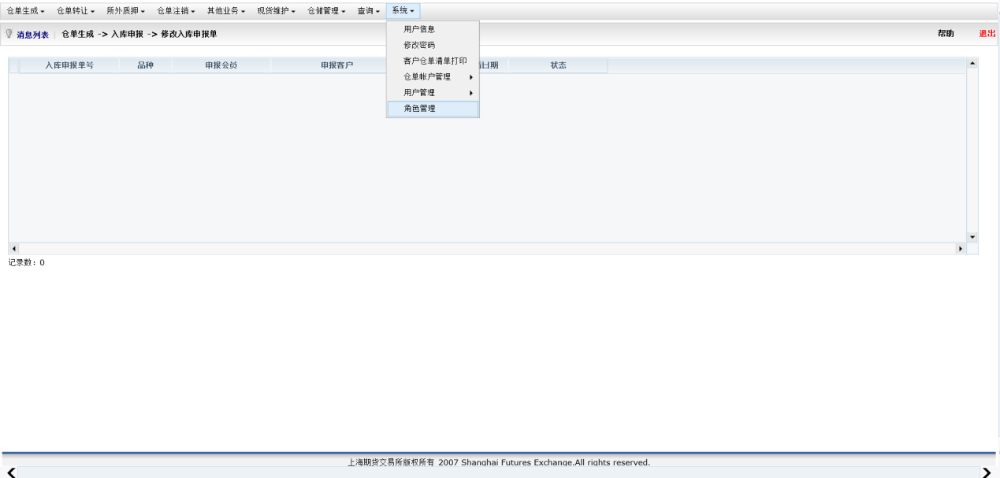 仓单生成 仓单转让 所外质押 仓单注销 其他业务 现货维护 仓储管理 查询 系统
消息列表 仓单生成 -> 入库申报 -> 修改入库申报单 帮助 退出
用户信息
修改密码
客户仓单清单打印
仓单帐户管理
用户管理
角色管理
入库申报单号 品种 申报会员 申报客户 日期 状态
记录数: 0
上海期货交易所版权所有 2007 Shanghai Futures Exchange.All rights reserved.